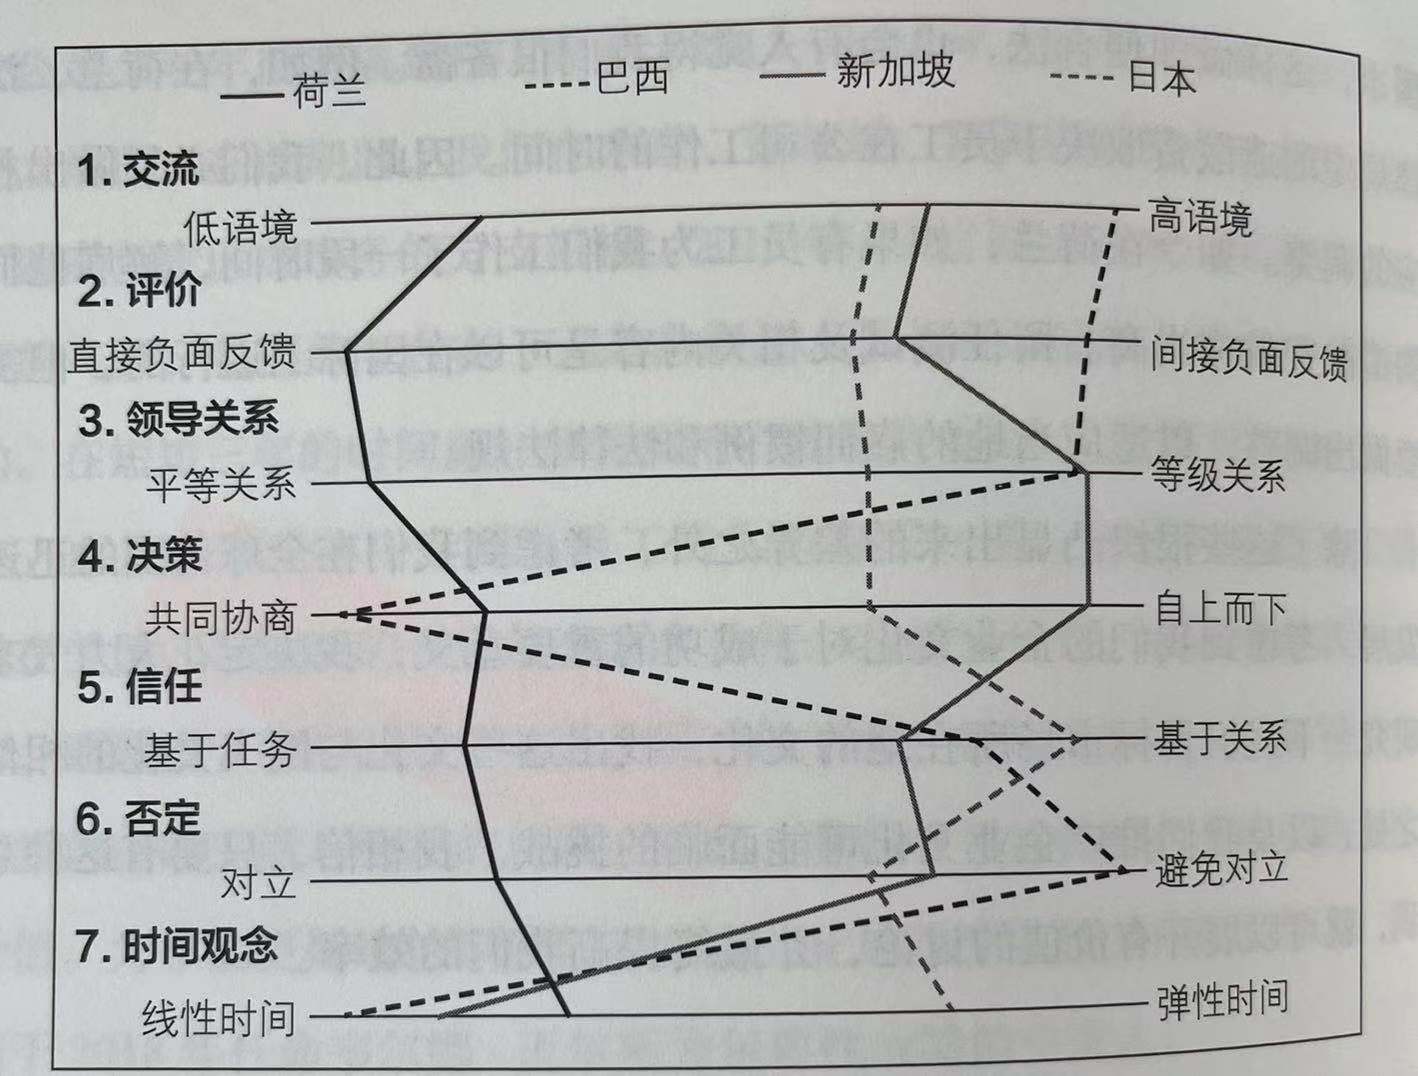 荷兰 巴西 新加坡 日本
1. 交流
低语境 高语境
2. 评价
直接负面反馈 间接负面反馈
3. 领导关系
平等关系 等级关系
4. 决策
共同协商 自上而下
5. 信任
基于任务 基于关系
6. 否定
对立 避免对立
7. 时间观念
线性时间 弹性时间